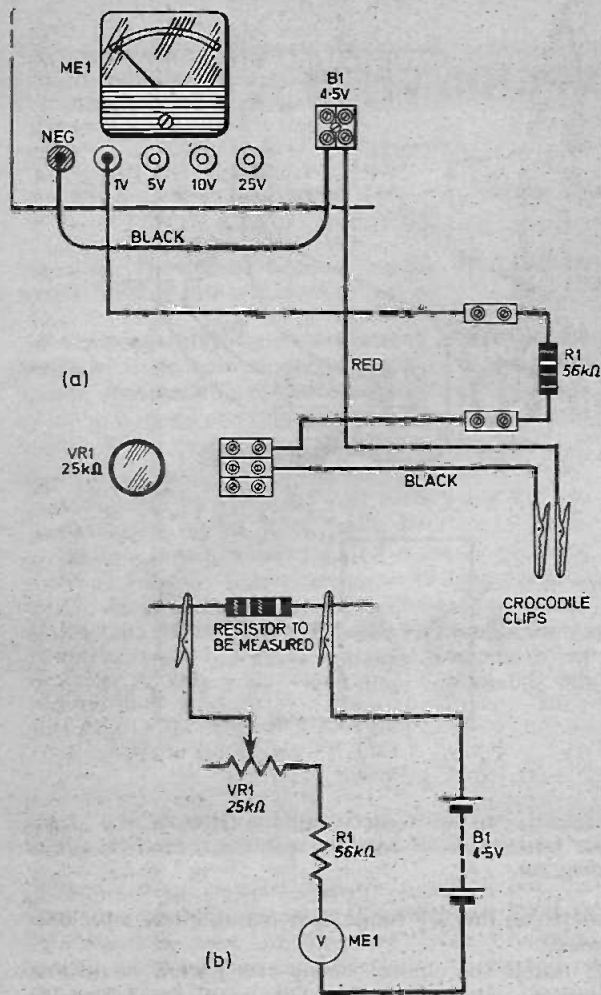 ME1
B1
4·5V
NEG
1V 5V 10V 25V
BLACK
RED
R1
56kΩ
(a)
VR1
25kΩ
BLACK
CROCODILE
CLIPS
RESISTOR TO
BE MEASURED
VR1
25kΩ
R1
56kΩ
B1
4·5V
V
ME1
(b)